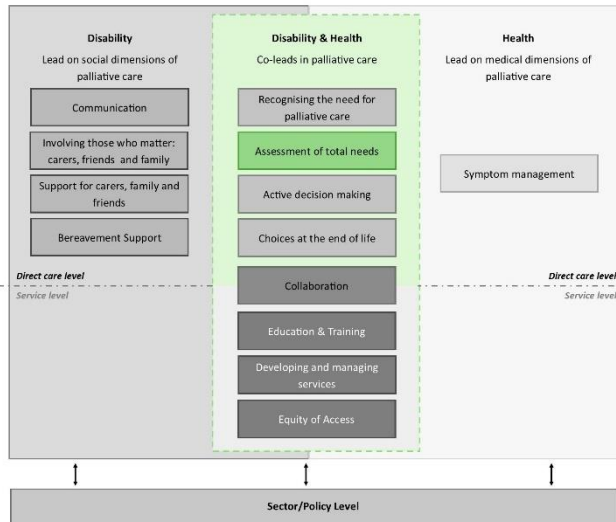 Disability
Lead on social dimensions of
palliative care
Communication
Involving those who matter:
carers, friends and family
Support for carers, family and
friends
Bereavement Support
Disability & Health
Co-leads in palliative care
Recognising the need for
palliative care
Assessment of total needs
Active decision making
Choices at the end of life
Collaboration
Education & Training
Developing and managing
services
Equity of Access
Health
Lead on medical dimensions of
palliative care
Symptom management
Direct care level
Service level
Direct care level
Service level
Sector/Policy Level